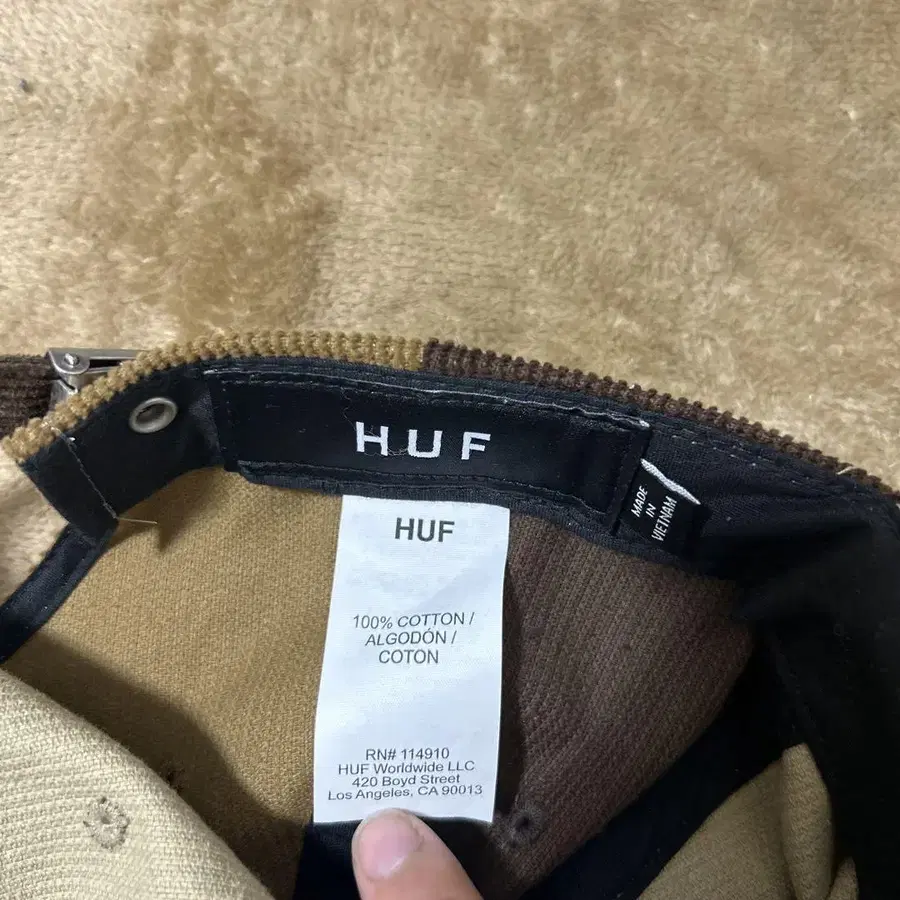 HUF
MADE
IN
VIETNAM
HUF
100% COTTON /
ALGODÓN /
COTON
RN# 114910
HUF Worldwide LLC
420 Boyd Street
Los Angeles, CA 90013